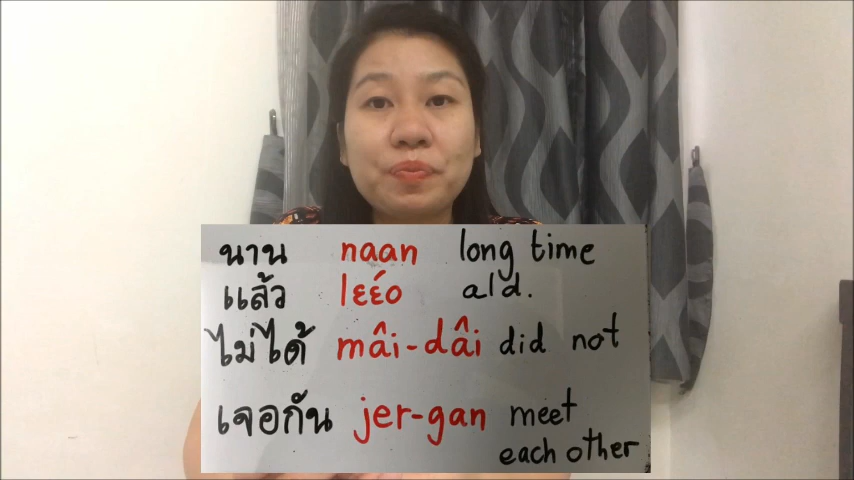 นาน naan long time
แล้ว lɛɛ́o ald.
ไม่ได้ mâi-dâi did not
เจอกัน jer-gan meet
each other